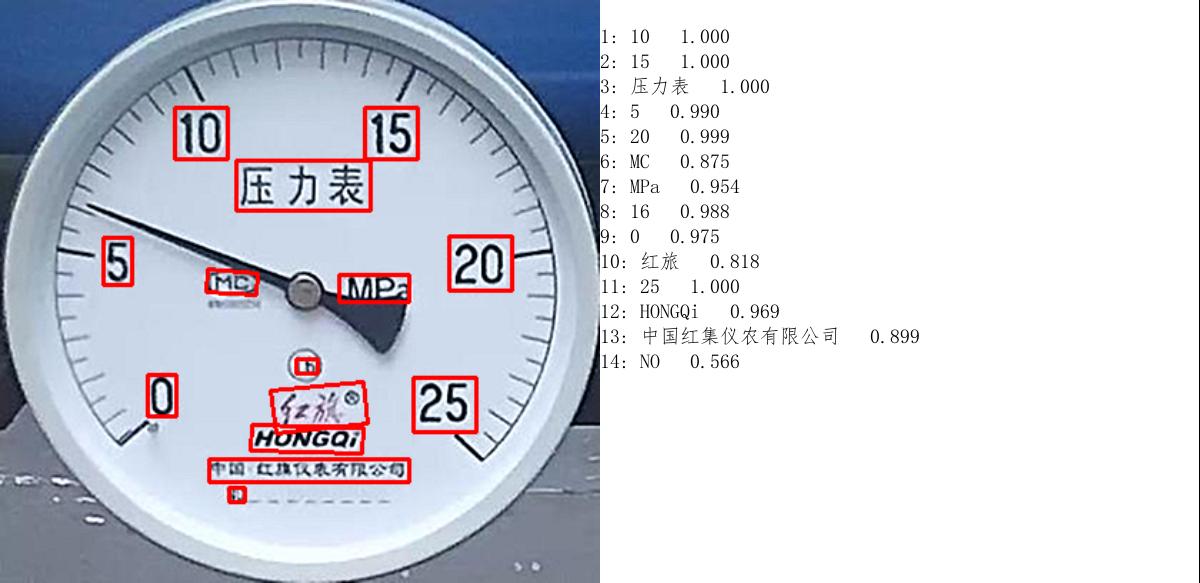 10
15
压力表
5
20
MC
MPa
0
25
红旗®
HONGQi
中国·红旗仪表有限公司
1: 10 1.000
2: 15 1.000
3: 压力表 1.000
4: 5 0.990
5: 20 0.999
6: MC 0.875
7: MPa 0.954
8: 16 0.988
9: 0 0.975
10: 红旅 0.818
11: 25 1.000
12: HONGQi 0.969
13: 中国红集仪农有限公司 0.899
14: NO 0.566